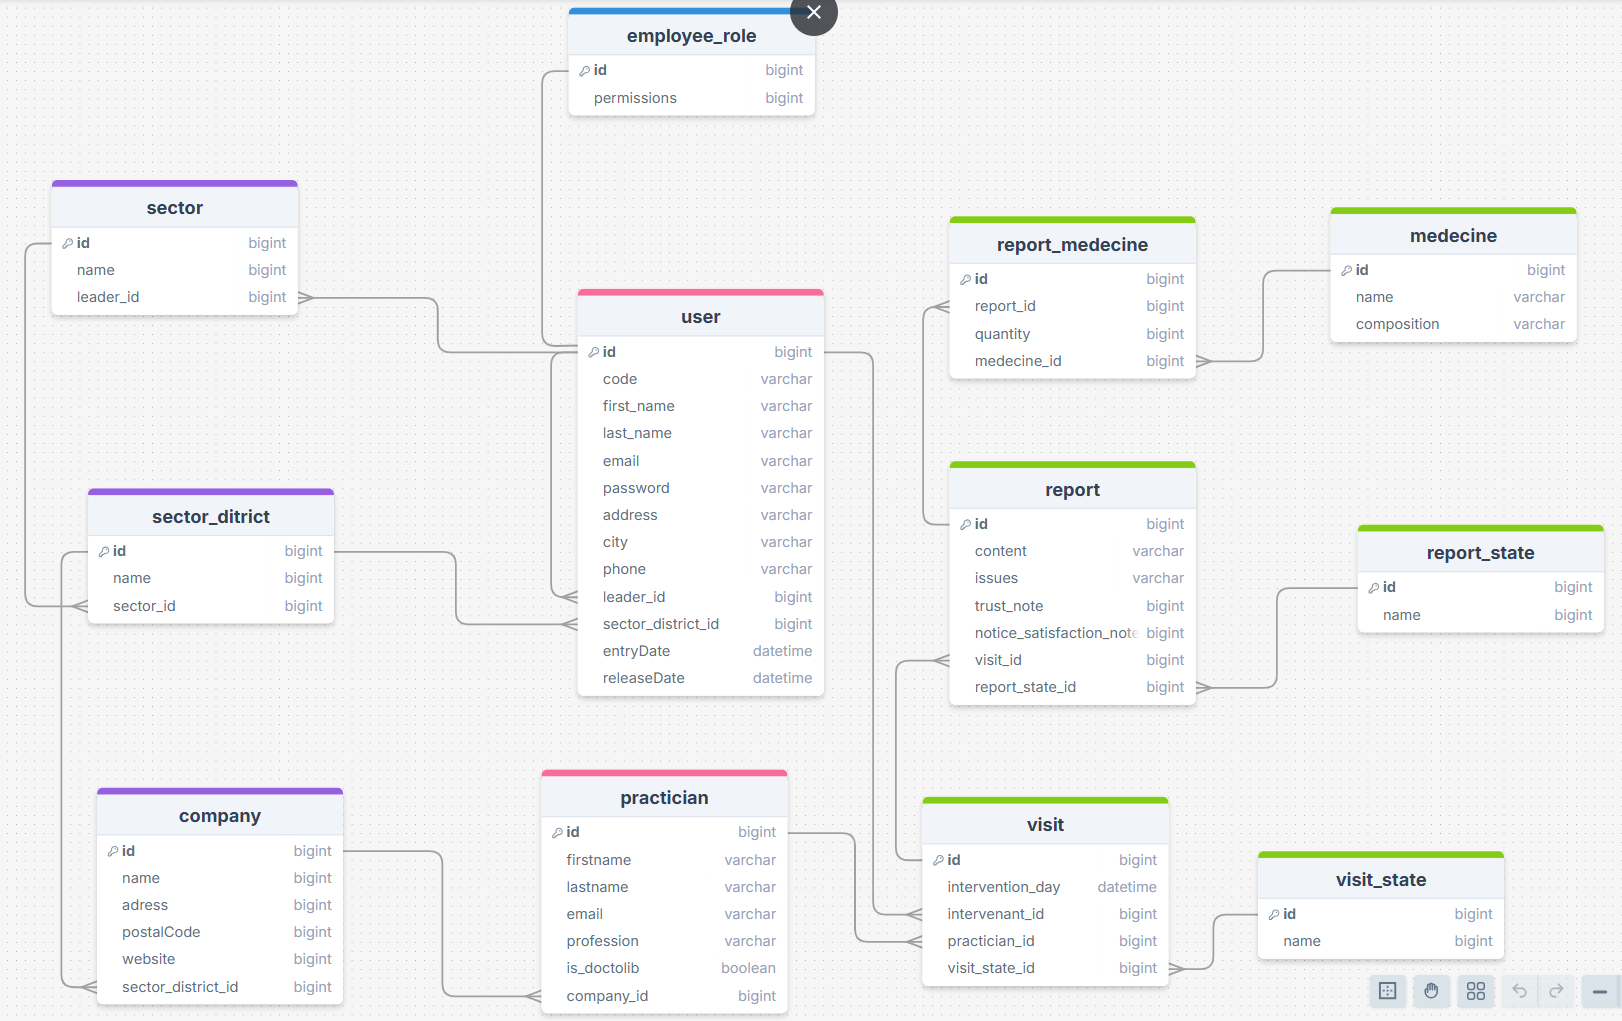 employee_role
id bigint
permissions bigint
sector
id bigint
name bigint
leader_id bigint
report_medecine
id bigint
report_id bigint
quantity bigint
medecine_id bigint
medecine
id bigint
name varchar
composition varchar
user
id bigint
code varchar
first_name varchar
last_name varchar
email varchar
password varchar
address varchar
city varchar
phone varchar
leader_id bigint
sector_district_id bigint
entryDate datetime
releaseDate datetime
sector_ditrict
id bigint
name bigint
sector_id bigint
report
id bigint
content varchar
issues varchar
trust_note bigint
notice_satisfaction_note bigint
visit_id bigint
report_state_id bigint
report_state
id bigint
name bigint
company
id bigint
name bigint
adress bigint
postalCode bigint
website bigint
sector_district_id bigint
practician
id bigint
firstname varchar
lastname varchar
email varchar
profession varchar
is_doctolib boolean
company_id bigint
visit
id bigint
intervention_day datetime
intervenant_id bigint
practician_id bigint
visit_state_id bigint
visit_state
id bigint
name bigint